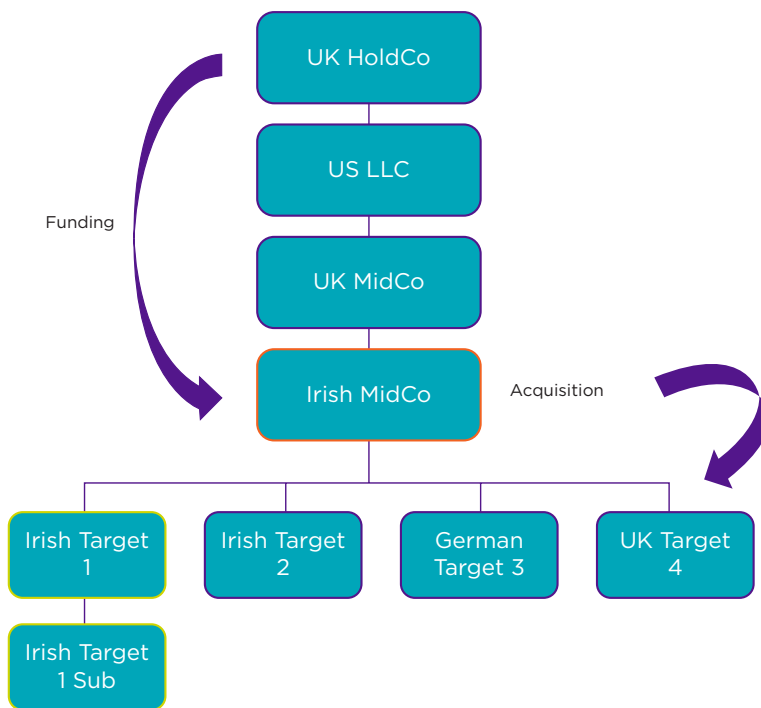 UK HoldCo
US LLC
Funding
UK MidCo
Irish MidCo
Acquisition
Irish Target
1
Irish Target
2
German
Target 3
UK Target
4
Irish Target
1 Sub